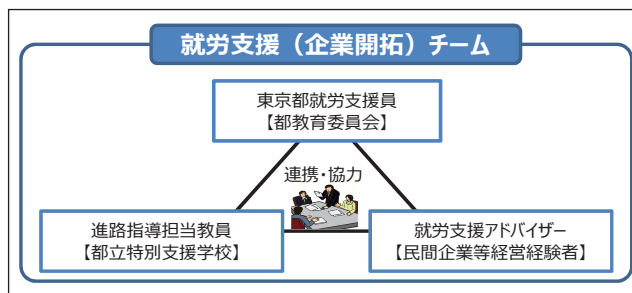 就労支援（企業開拓）チーム
東京都就労支援員
【都教育委員会】
連携・協力
進路指導担当教員
【都立特別支援学校】
就労支援アドバイザー
【民間企業等経営経験者】